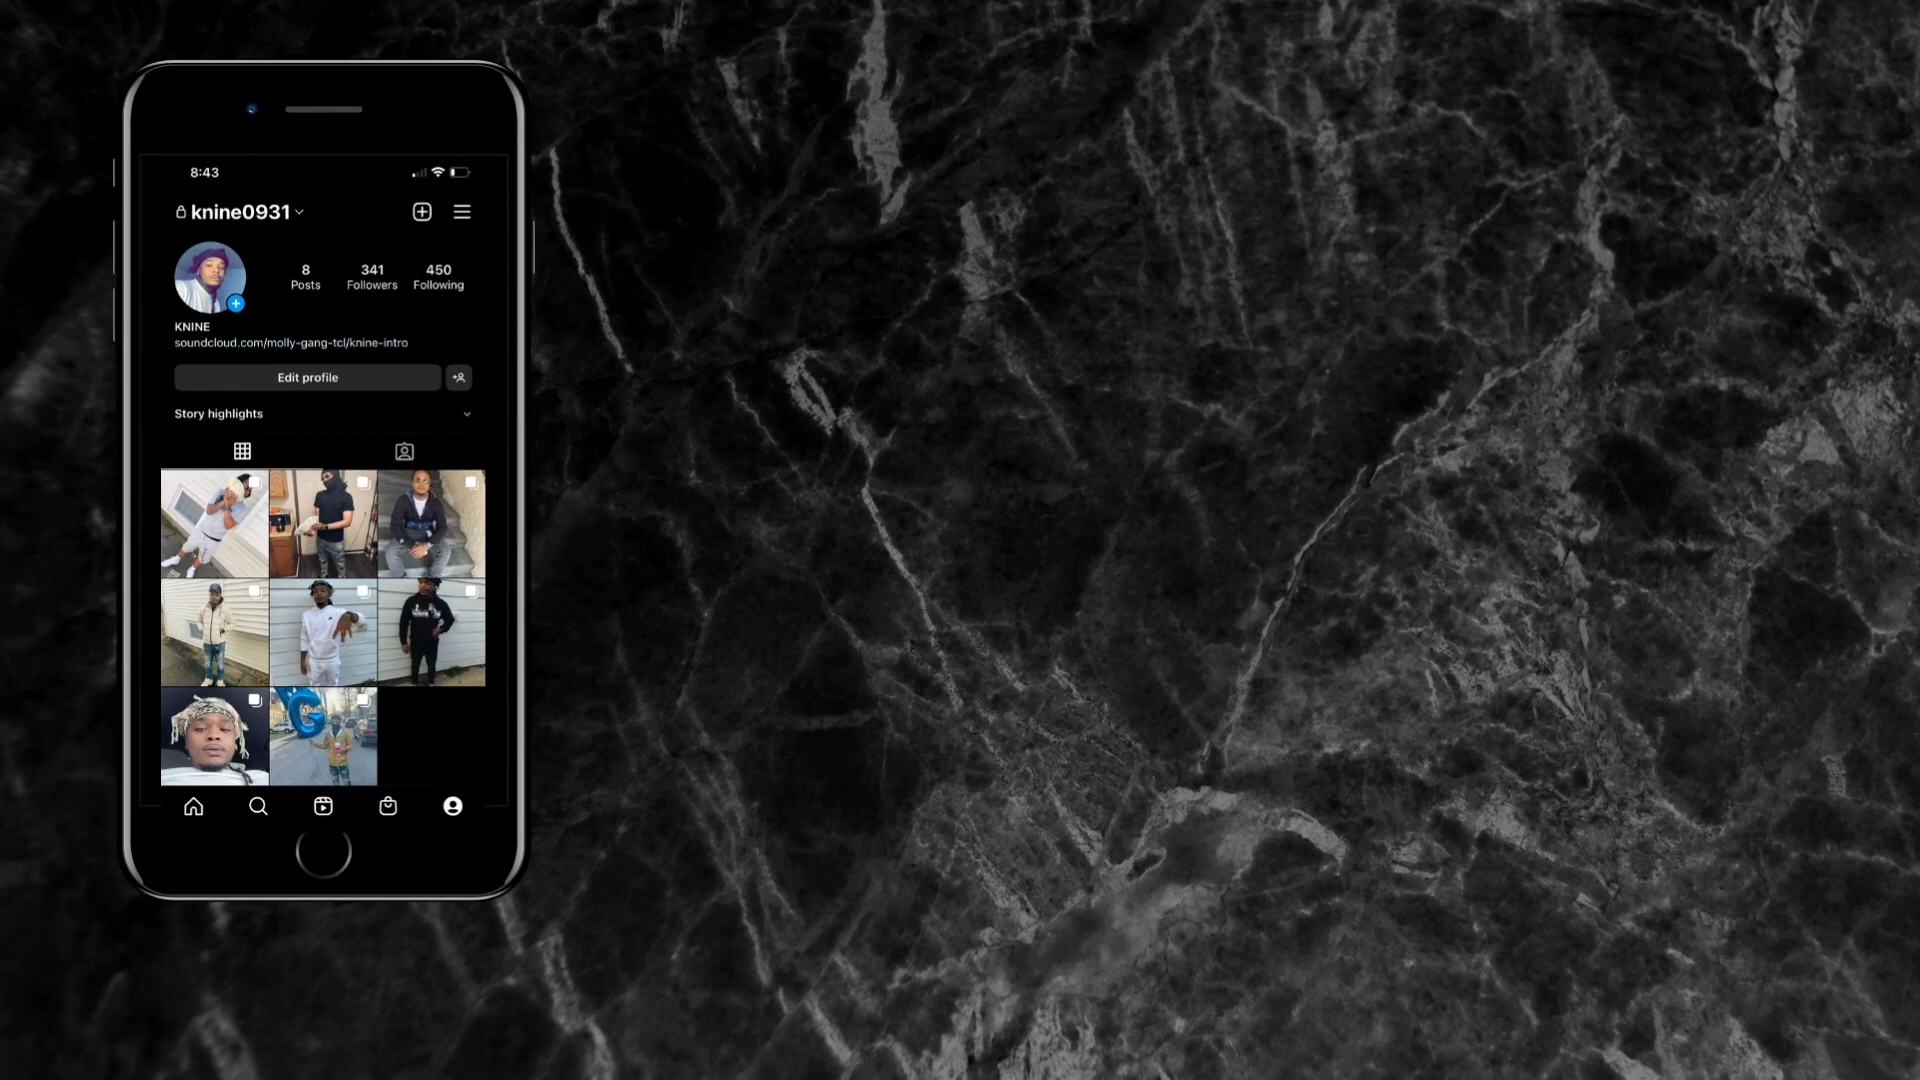 8:43
knine0931
8 341 450
Posts Followers Following
KNINE
soundcloud.com/molly-gang-tcl/knine-intro
Edit profile
Story highlights